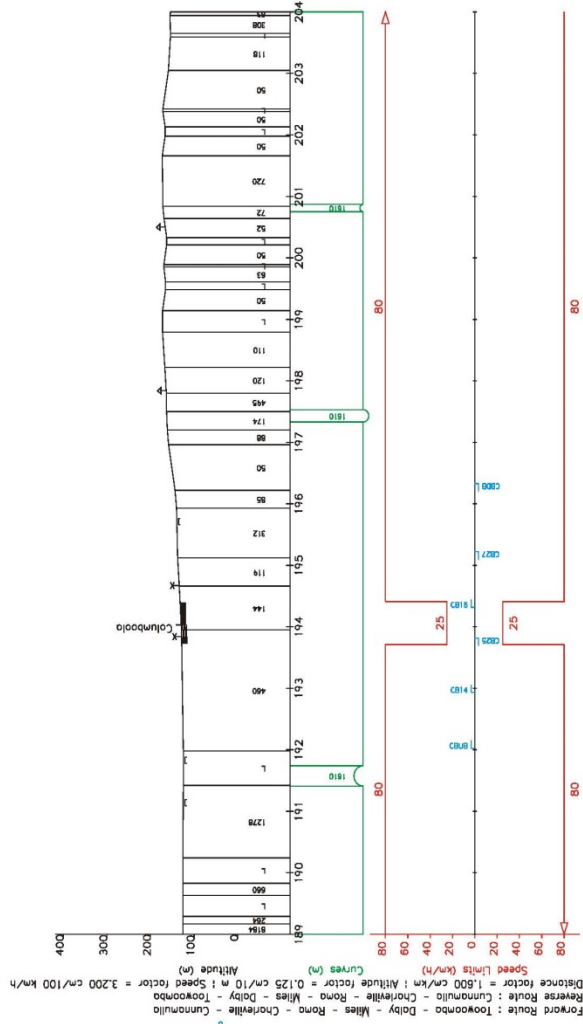 Forward Route : Toowoomba - Dalby - Miles - Roma - Charleville - Cunnamulla
Reverse Route : Cunnamulla - Charleville - Roma - Miles - Dalby - Toowoomba
Distance factor = 1.600 cm/km ; Altitude factor = 0.125 cm/10 m ; Speed factor = 3.200 cm/100 km/h
Altitude (m)
400
300
200
100
0
Columboola
X X
8184 264 L 660 L 1278 L 460 144 119 312 85 50 88 174 495 120 110 L 50 L 63 L 50 L 52 72 720 50 L 50 L 50 118 L 308 63
189 190 191 192 193 194 195 196 197 198 199 200 201 202 203 204
Curves (m)
1610 1610 1610
Speed Limits (km/h)
80 60 40 20 0 20 40 60 80
80 25 80
CB14 CB25 CB27
80 25 80